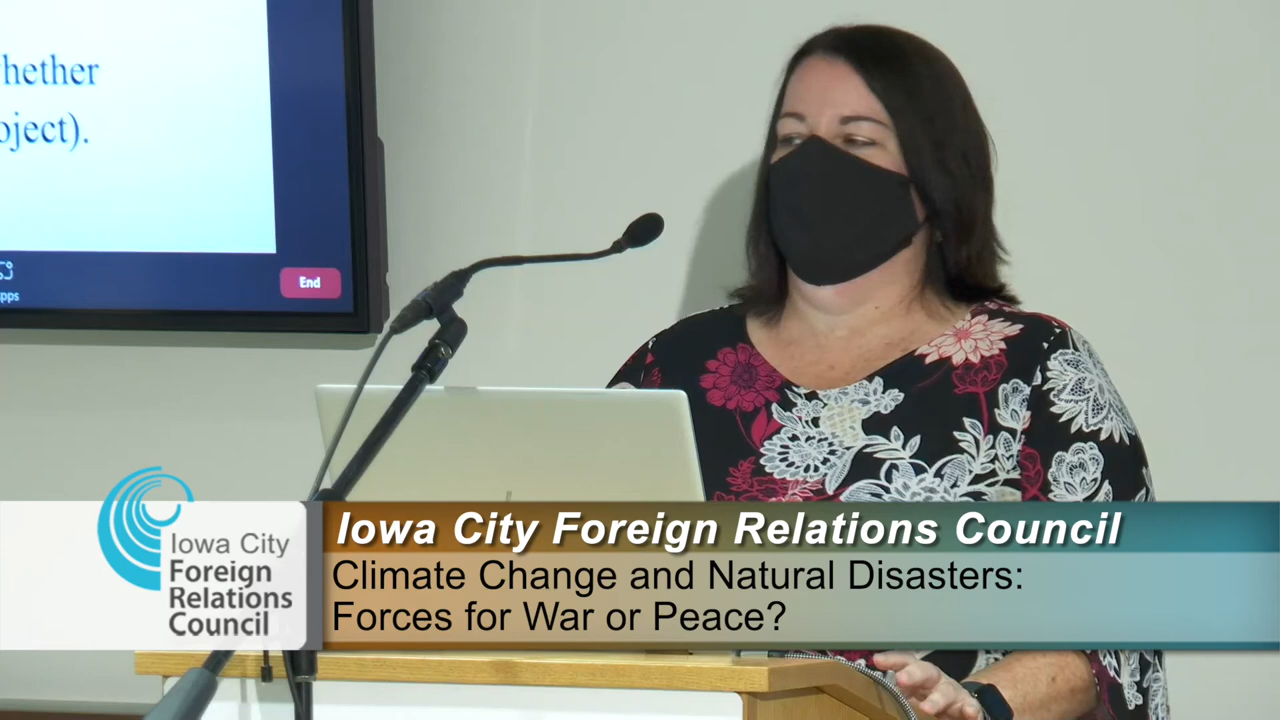 oject).
End
Iowa City
Foreign
Relations
Council
Iowa City Foreign Relations Council
Climate Change and Natural Disasters:
Forces for War or Peace?